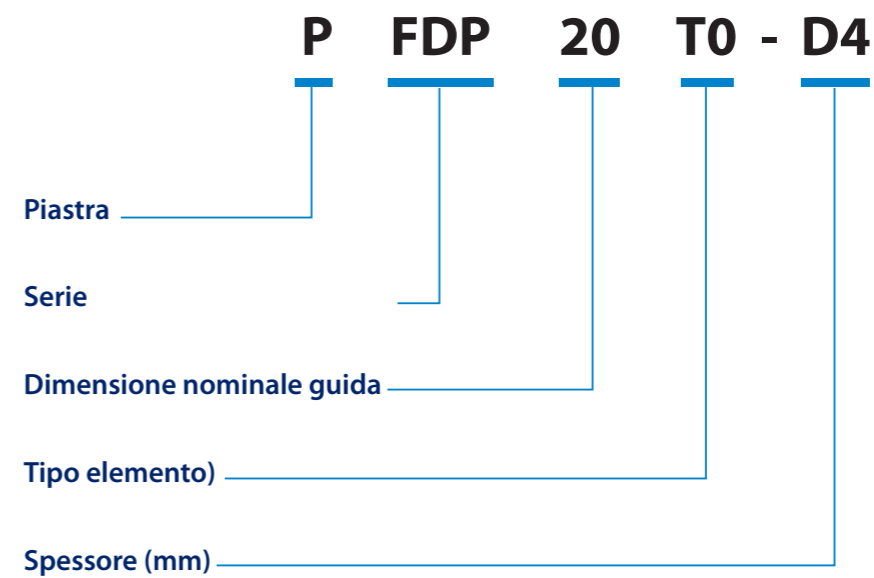 P FDP 20 T0 - D4
Piastra
Serie
Dimensione nominale guida
Tipo elemento)
Spessore (mm)